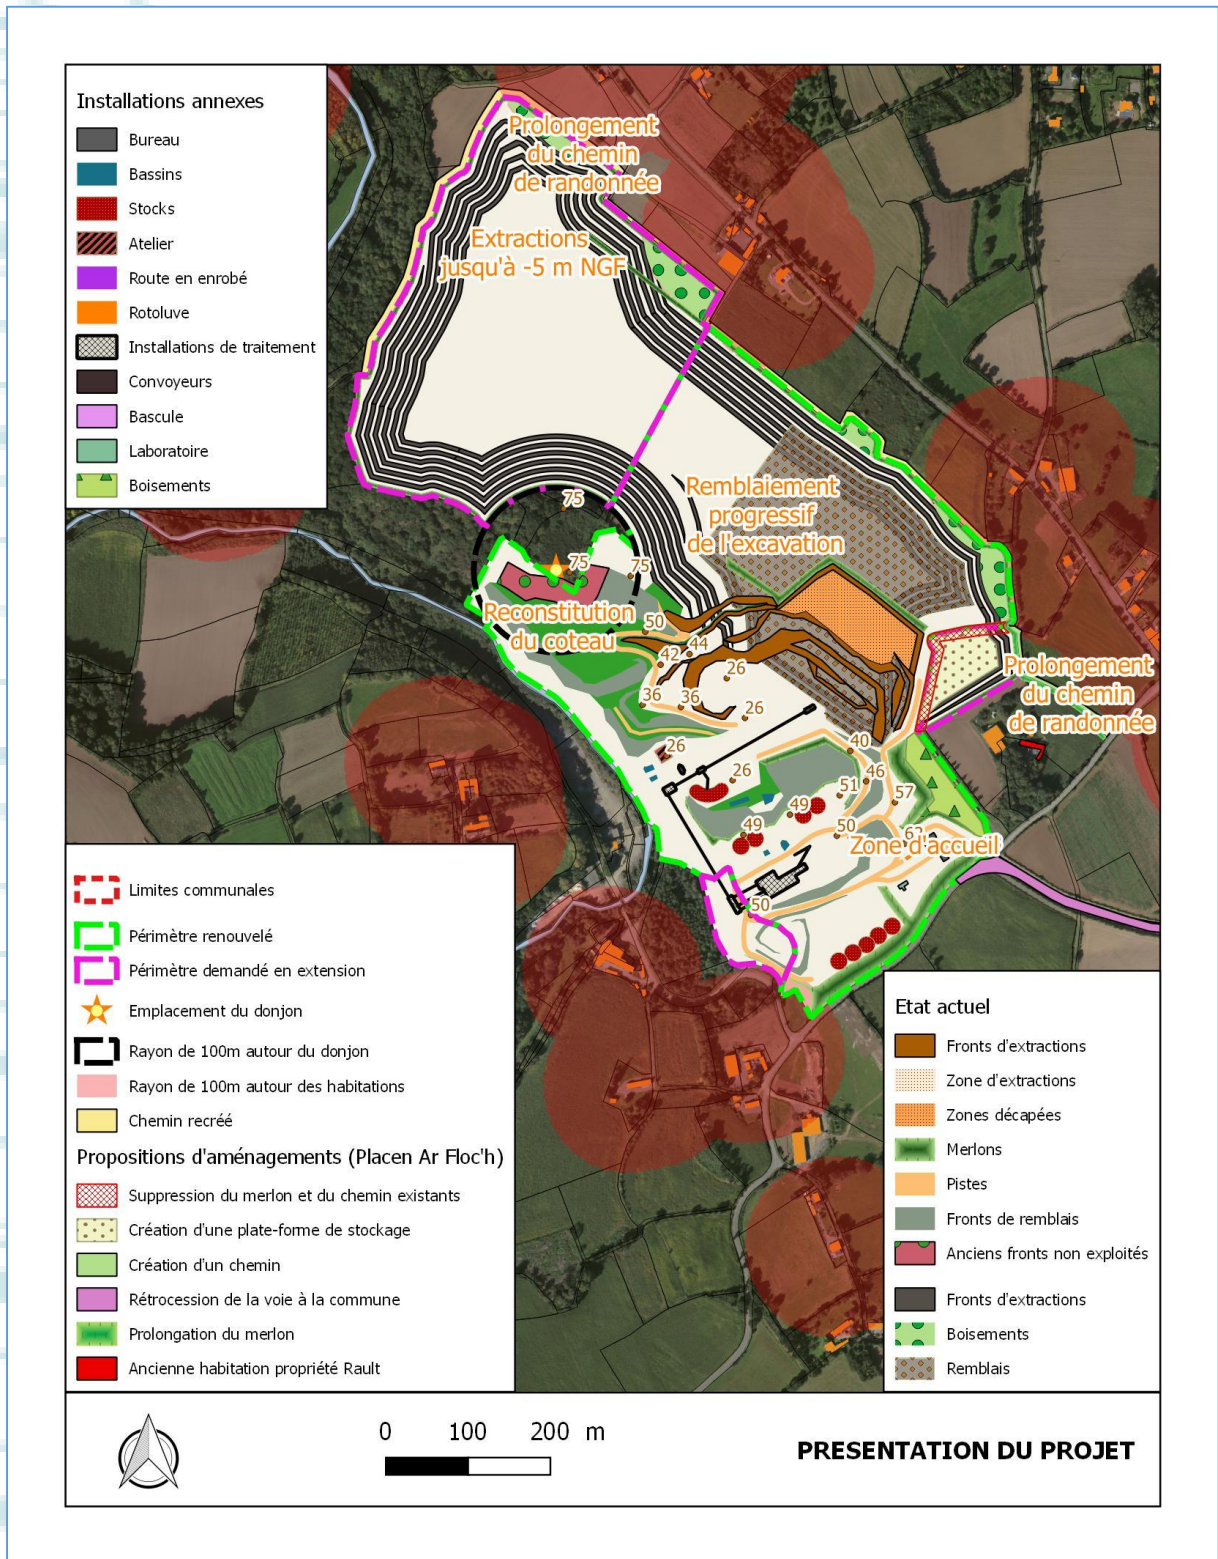 Installations annexes
Bureau
Bassins
Stocks
Atelier
Route en enrobé
Rotoluve
Installations de traitement
Convoyeurs
Bascule
Laboratoire
Boisements
Prolongement
du chemin
de randonnée
Extractions
jusqu'à -5 m NGF
Remblaiement
progressif
de l'excavation
75
75
75
Reconstitution
du coteau
50
44
42
26
36
36
26
Prolongement
du chemin
de randonnée
26
40
26
46
51
57
49
49
50
62
Zone d'accueil
50
Limites communales
Périmètre renouvelé
Périmètre demandé en extension
Emplacement du donjon
Rayon de 100m autour du donjon
Rayon de 100m autour des habitations
Chemin recréé
Propositions d'aménagements (Placen Ar Floc'h)
Suppression du merlon et du chemin existants
Création d'une plate-forme de stockage
Création d'un chemin
Rétrocession de la voie à la commune
Prolongation du merlon
Ancienne habitation propriété Rault
Etat actuel
Fronts d'extractions
Zone d'extractions
Zones décapées
Merlons
Pistes
Fronts de remblais
Anciens fronts non exploités
Fronts d'extractions
Boisements
Remblais
0 100 200 m
PRESENTATION DU PROJET